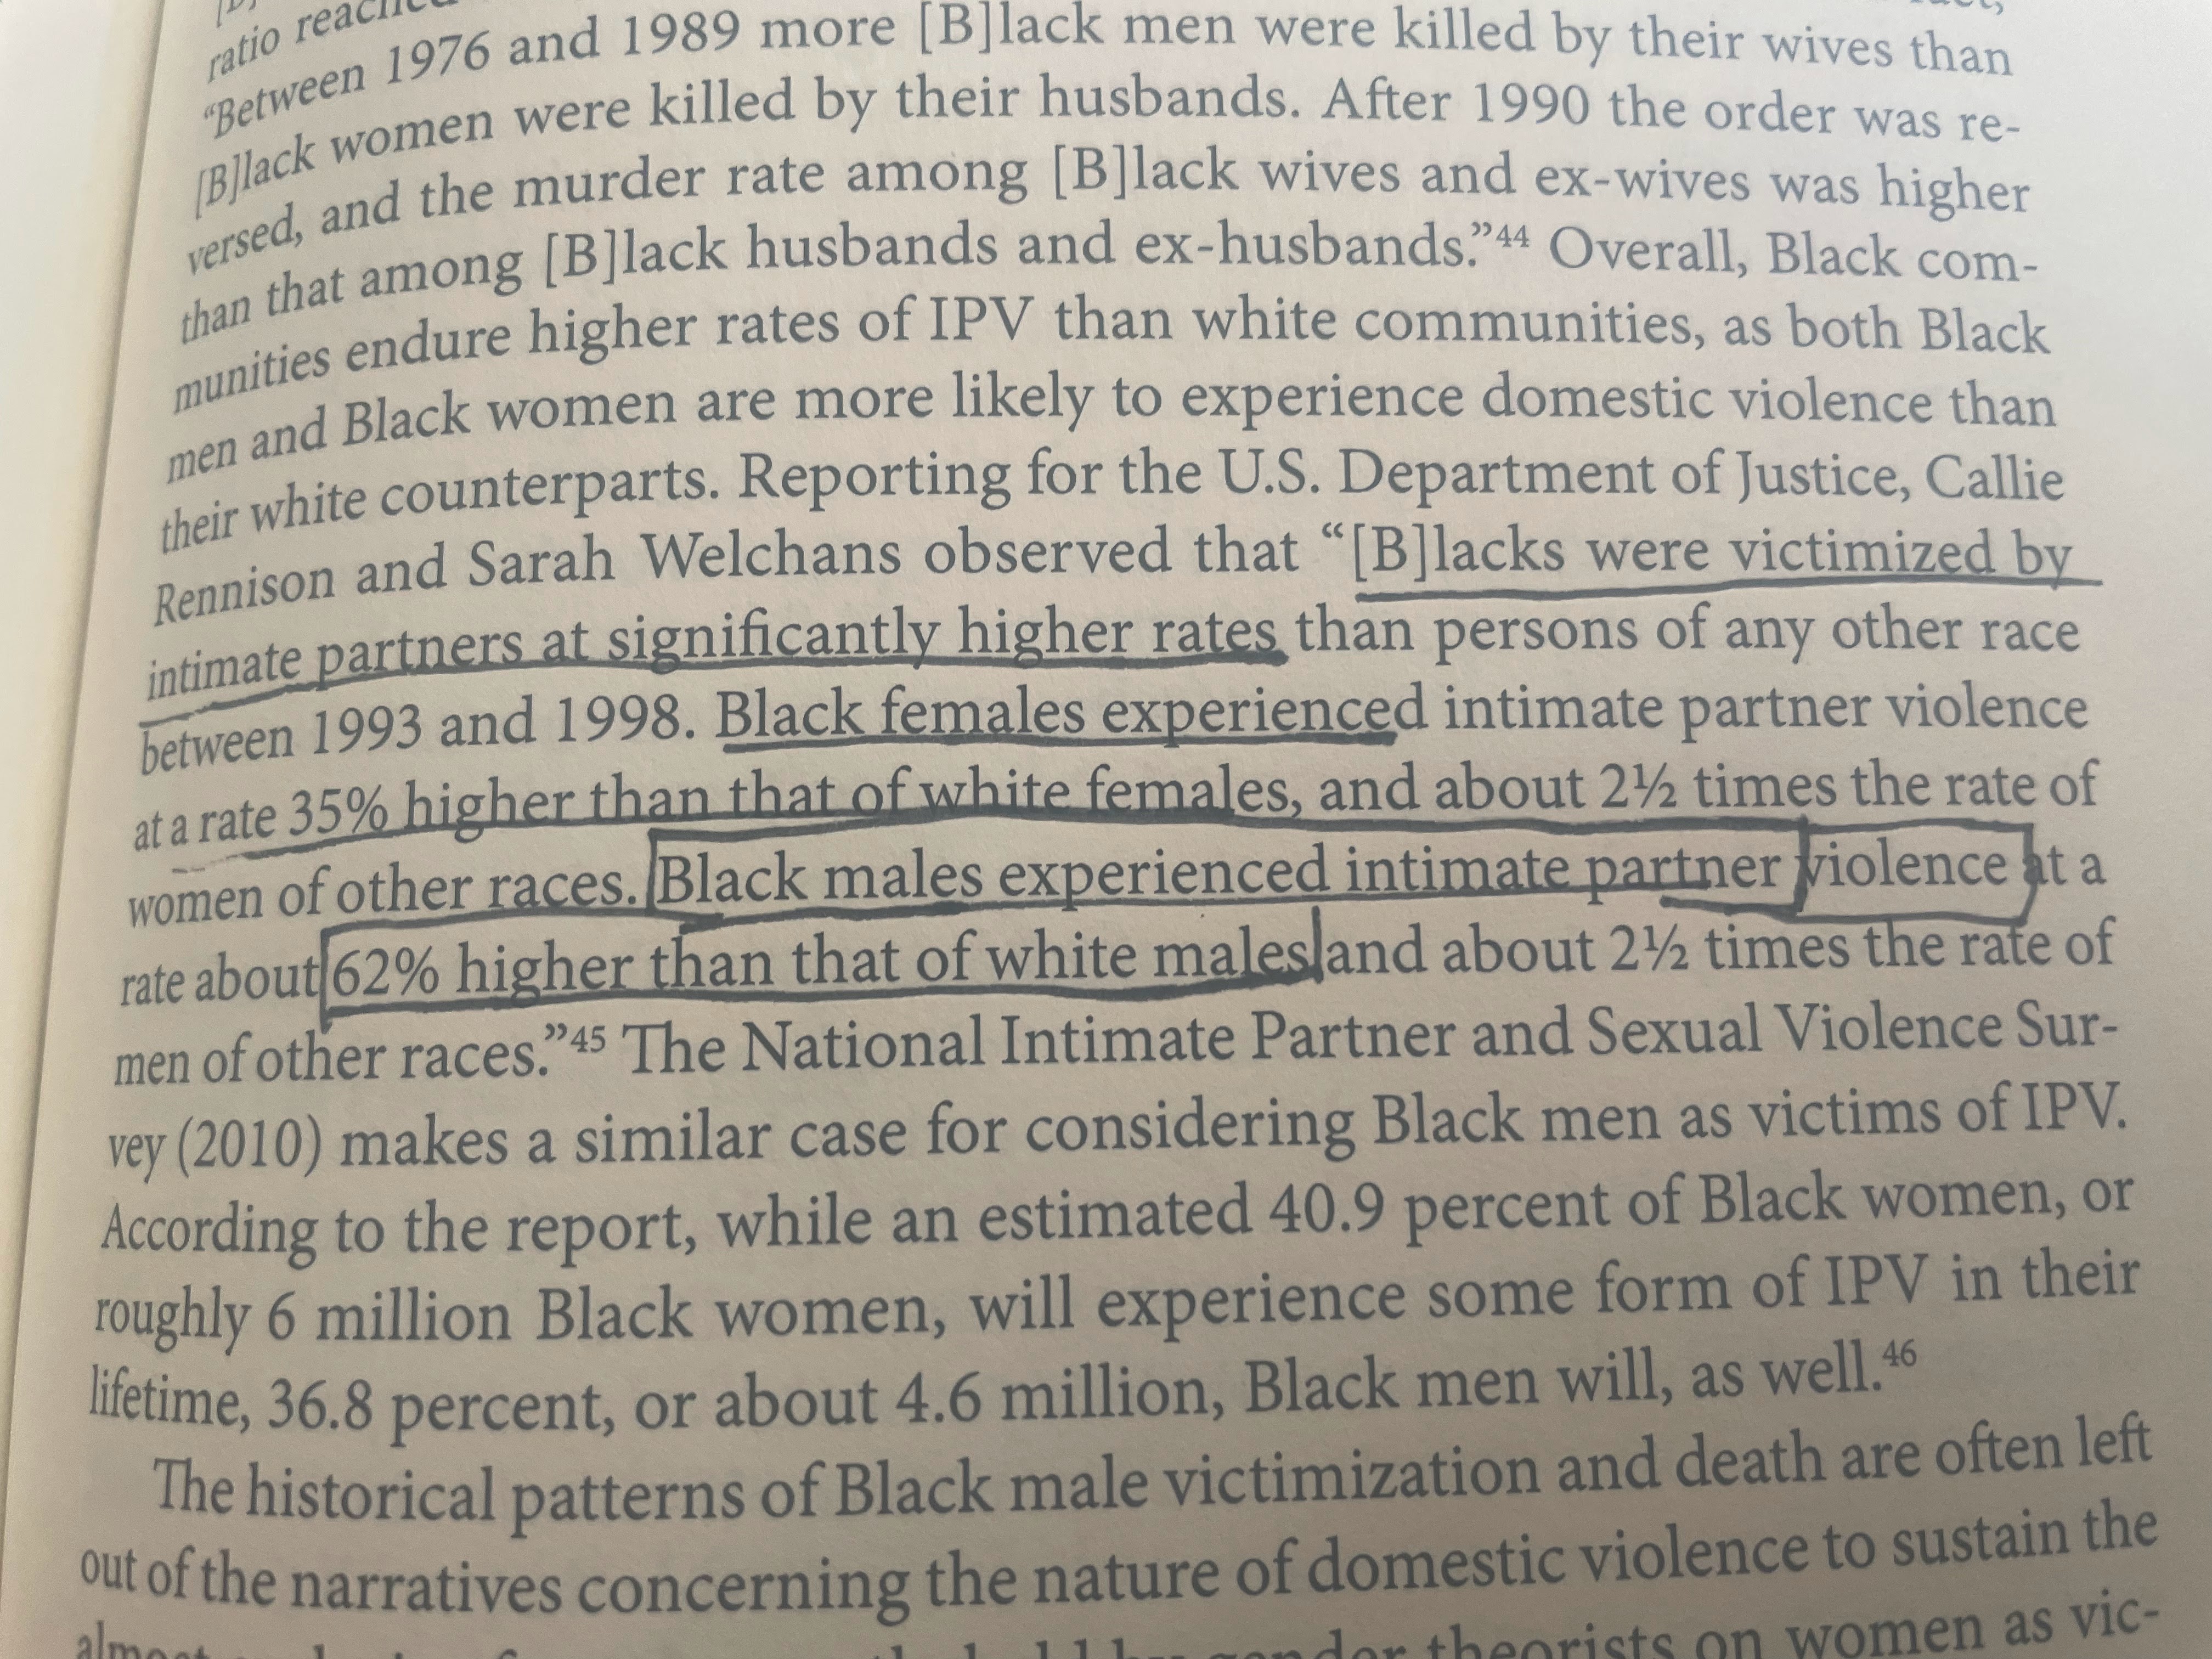 ratio
“Between 1976 and 1989 more [B]lack men were killed by their wives than
[B]lack women were killed by their husbands. After 1990 the order was re-
versed, and the murder rate among [B]lack wives and ex-wives was higher
than that among [B]lack husbands and ex-husbands.”44 Overall, Black com-
munities endure higher rates of IPV than white communities, as both Black
men and Black women are more likely to experience domestic violence than
their white counterparts. Reporting for the U.S. Department of Justice, Callie
Rennison and Sarah Welchans observed that “[B]lacks were victimized by
intimate partners at significantly higher rates than persons of any other race
between 1993 and 1998. Black females experienced intimate partner violence
at a rate 35% higher than that of white females, and about 2½ times the rate of
women of other races. Black males experienced intimate partner violence at a
rate about 62% higher than that of white males and about 2½ times the rate of
men of other races.”45 The National Intimate Partner and Sexual Violence Sur-
vey (2010) makes a similar case for considering Black men as victims of IPV.
According to the report, while an estimated 40.9 percent of Black women, or
roughly 6 million Black women, will experience some form of IPV in their
lifetime, 36.8 percent, or about 4.6 million, Black men will, as well.46
The historical patterns of Black male victimization and death are often left
out of the narratives concerning the nature of domestic violence to sustain the
gender theorists on women as vic-